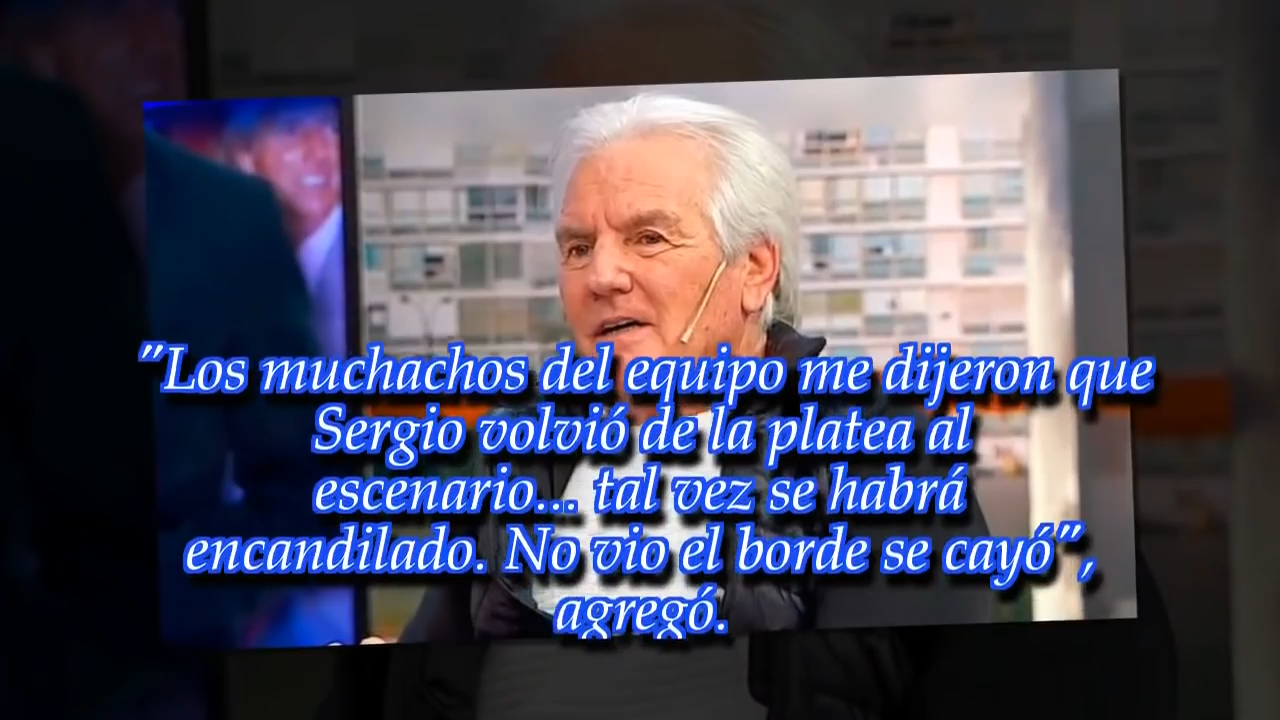 "Los muchachos del equipo me dijeron que
Sergio volvió de la platea al
escenario... tal vez se habrá
encandilado. No vio el borde se cayó",
agregó.